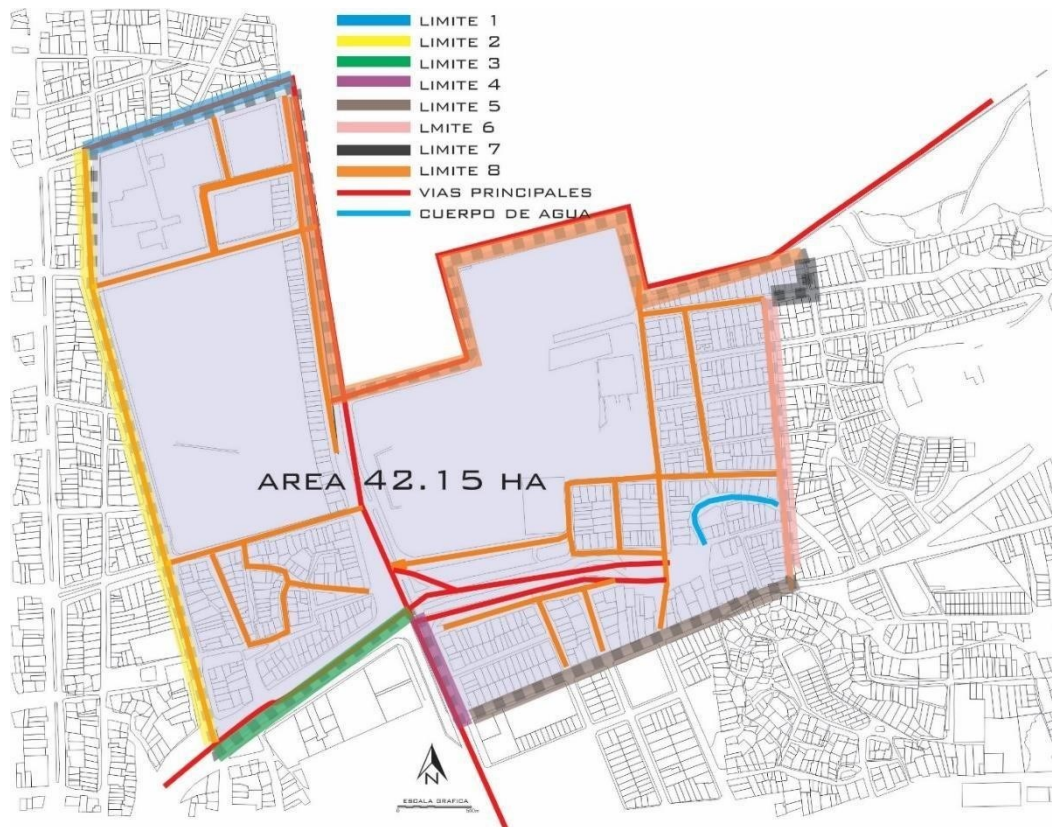 LIMITE 1
LIMITE 2
LIMITE 3
LIMITE 4
LIMITE 5
LMITE 6
LIMITE 7
LIMITE 8
VIAS PRINCIPALES
CUERPO DE AGUA
AREA 42.15 HA
N
ESCALA GRAFICA
0